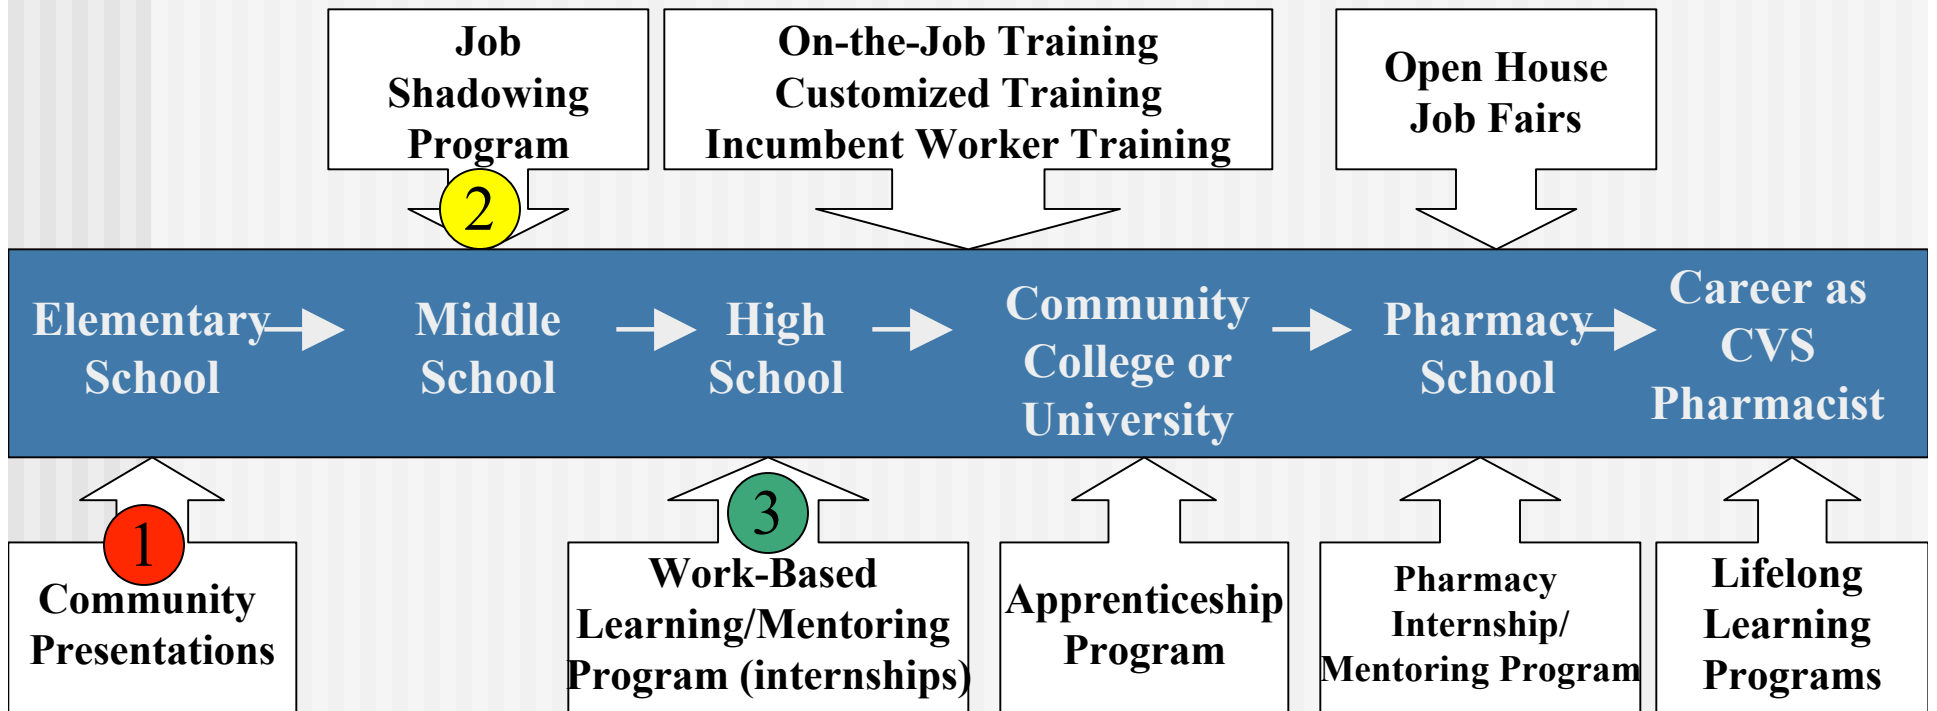 Job
Shadowing
Program
2
On-the-Job Training
Customized Training
Incumbent Worker Training
Open House
Job Fairs
Elementary
School
Middle
School
High
School
Community
College or
University
Pharmacy
School
Career as
CVS
Pharmacist
1
Community
Presentations
3
Work-Based
Learning/Mentoring
Program (internships)
Apprenticeship
Program
Pharmacy
Internship/
Mentoring Program
Lifelong
Learning
Programs